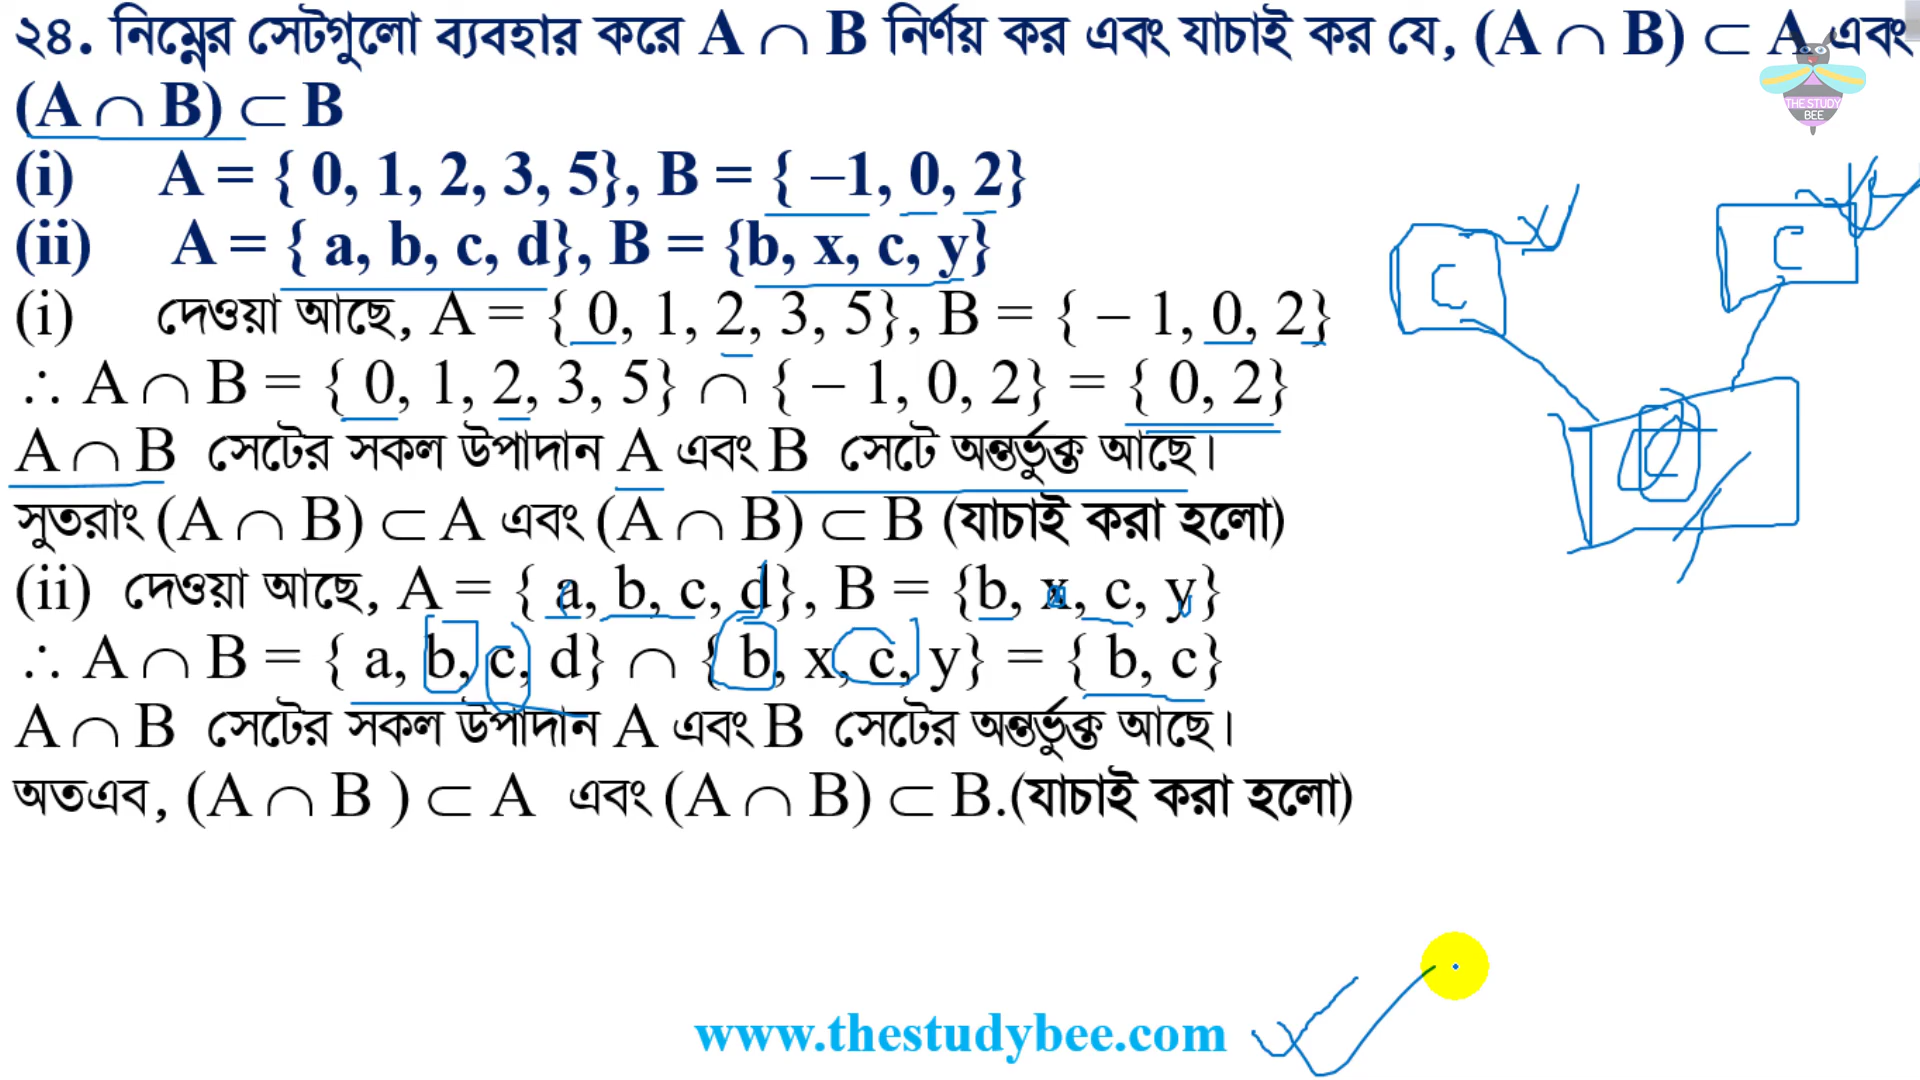 ২৪. নিম্নের সেটগুলো ব্যবহার করে A ∩ B নির্ণয় কর এবং যাচাই কর যে, (A ∩ B) ⊂ A এবং
(A ∩ B) ⊂ B
THE STUDY
BEE
(i) A = { 0, 1, 2, 3, 5}, B = { –1, 0, 2}
(ii) A = { a, b, c, d}, B = {b, x, c, y}
(i) দেওয়া আছে, A = { 0, 1, 2, 3, 5}, B = { – 1, 0, 2}
∴ A ∩ B = { 0, 1, 2, 3, 5} ∩ { – 1, 0, 2} = { 0, 2}
A ∩ B সেটের সকল উপাদান A এবং B সেটে অন্তর্ভুক্ত আছে।
সুতরাং (A ∩ B) ⊂ A এবং (A ∩ B) ⊂ B (যাচাই করা হলো)
(ii) দেওয়া আছে, A = { a, b, c, d}, B = {b, x, c, y}
∴ A ∩ B = { a, b, c, d} ∩ { b, x, c, y} = { b, c}
A ∩ B সেটের সকল উপাদান A এবং B সেটের অন্তর্ভুক্ত আছে।
অতএব, (A ∩ B ) ⊂ A এবং (A ∩ B) ⊂ B.(যাচাই করা হলো)
C
C
C
www.thestudybee.com